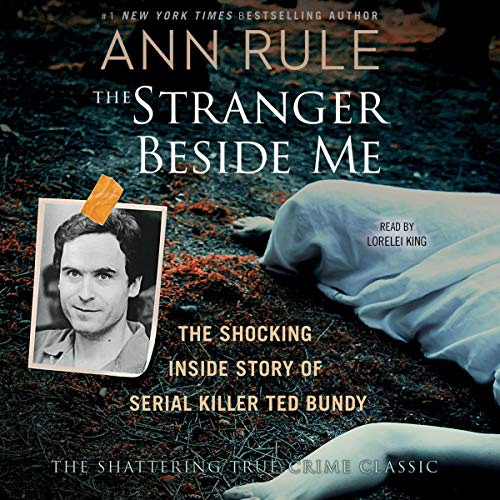 #1 NEW YORK TIMES BESTSELLING AUTHOR
ANN RULE
THE STRANGER
BESIDE ME
READ BY
LORELEI KING
THE SHOCKING
INSIDE STORY OF
SERIAL KILLER TED BUNDY
THE SHATTERING TRUE CRIME CLASSIC